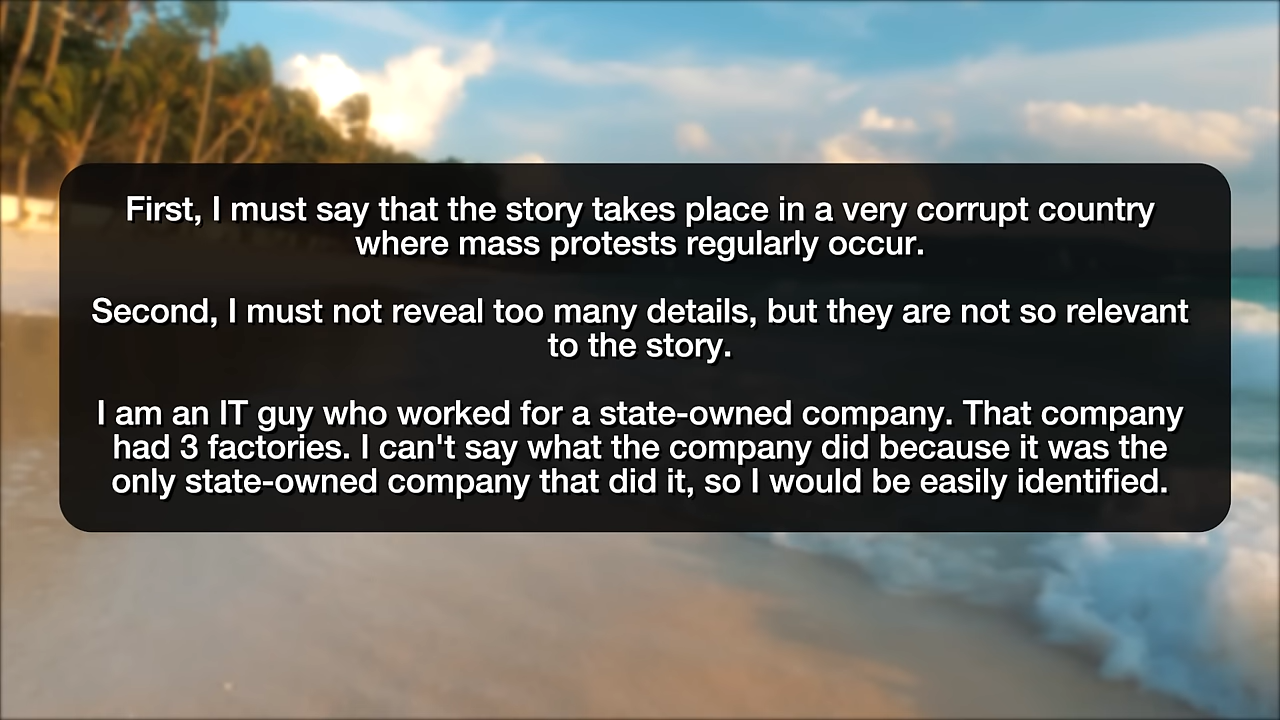 First, I must say that the story takes place in a very corrupt country
where mass protests regularly occur.
Second, I must not reveal too many details, but they are not so relevant
to the story.
I am an IT guy who worked for a state-owned company. That company
had 3 factories. I can't say what the company did because it was the
only state-owned company that did it, so I would be easily identified.